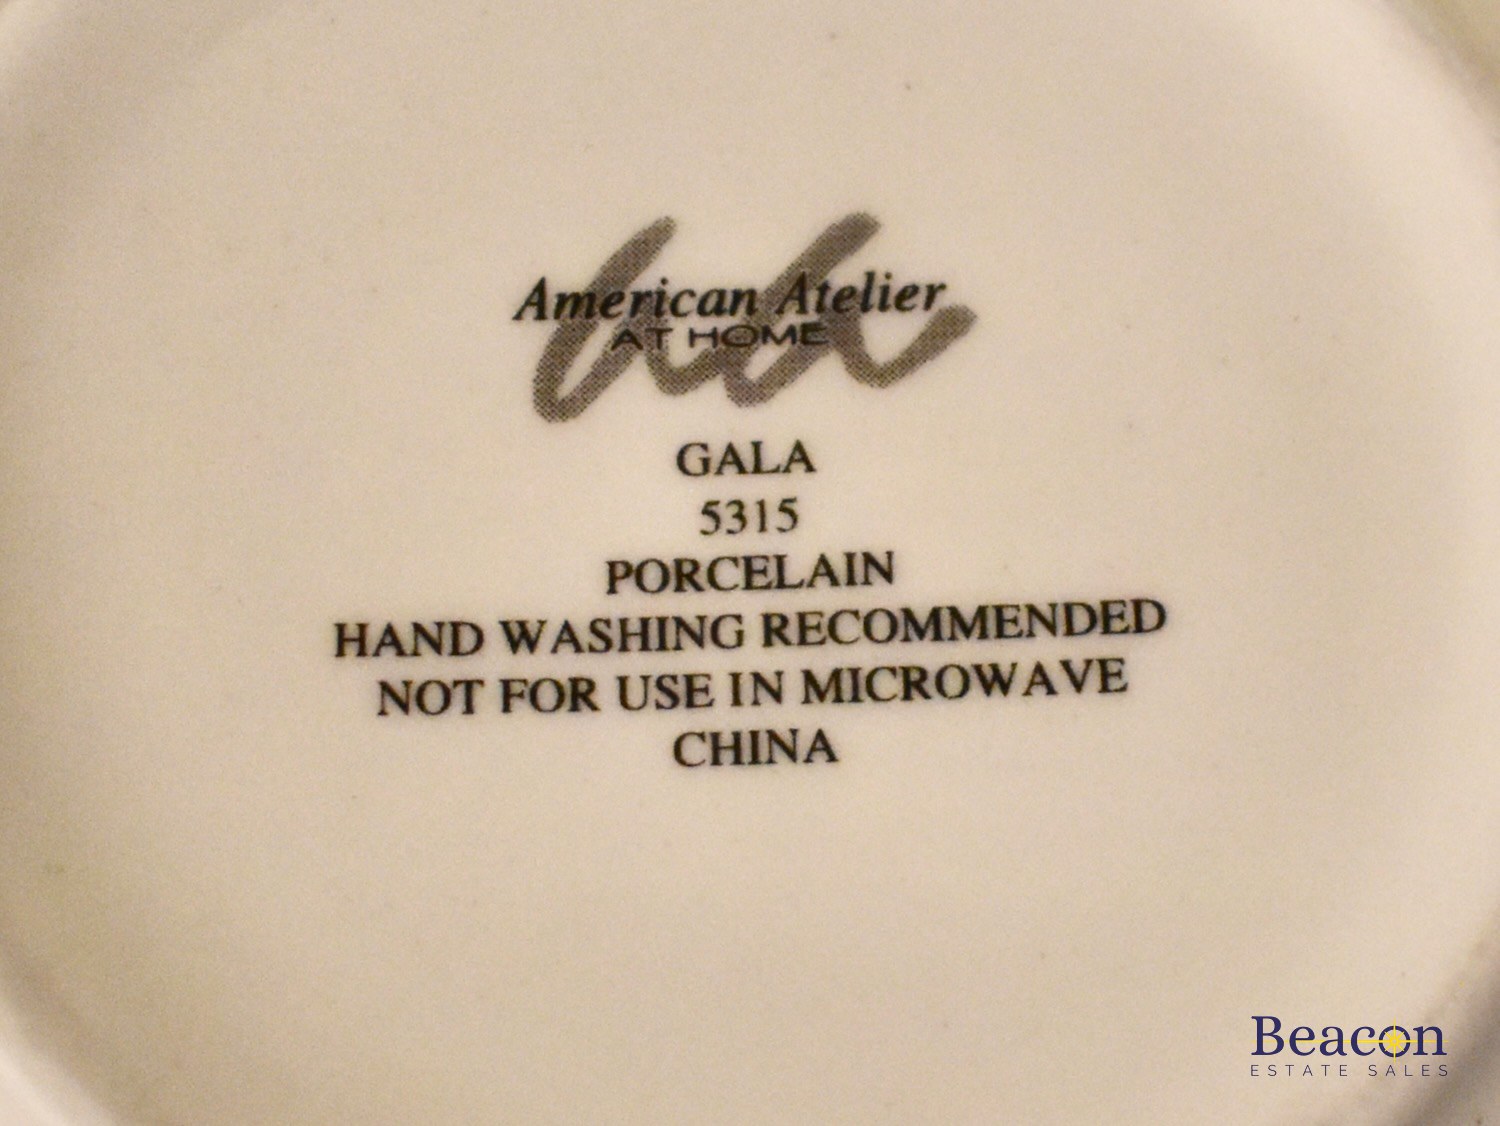 American Atelier
AT HOME
GALA
5315
PORCELAIN
HAND WASHING RECOMMENDED
NOT FOR USE IN MICROWAVE
CHINA
Beacon
ESTATE SALES